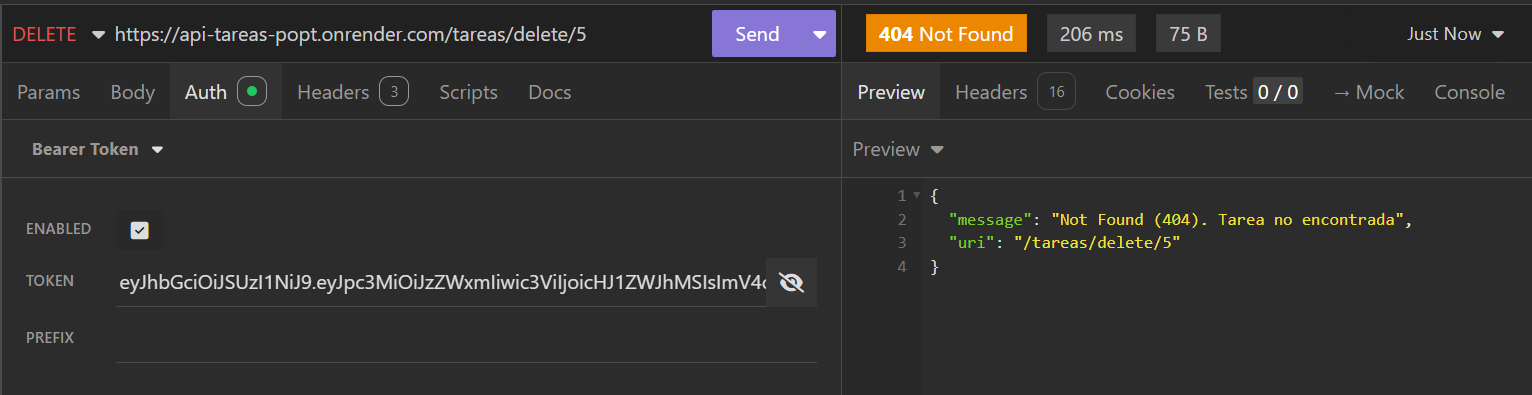 DELETE https://api-tareas-popt.onrender.com/tareas/delete/5 Send 404 Not Found 206 ms 75 B Just Now
Params Body Auth Headers 3 Scripts Docs Preview Headers 16 Cookies Tests 0 / 0 → Mock Console
Bearer Token Preview
ENABLED
TOKEN eyJhbGciOiJSUzI1NiJ9.eyJpc3MiOiJzZWxmIiwic3ViIjoicHJ1ZWJhMSIsImV4c
PREFIX
1 {
2 "message": "Not Found (404). Tarea no encontrada",
3 "uri": "/tareas/delete/5"
4 }